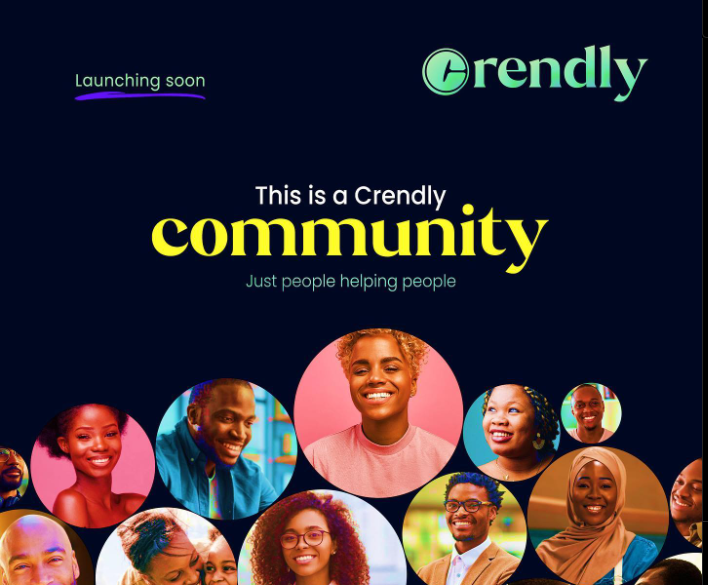 Launching soon
Crendly
This is a Crendly
community
Just people helping people